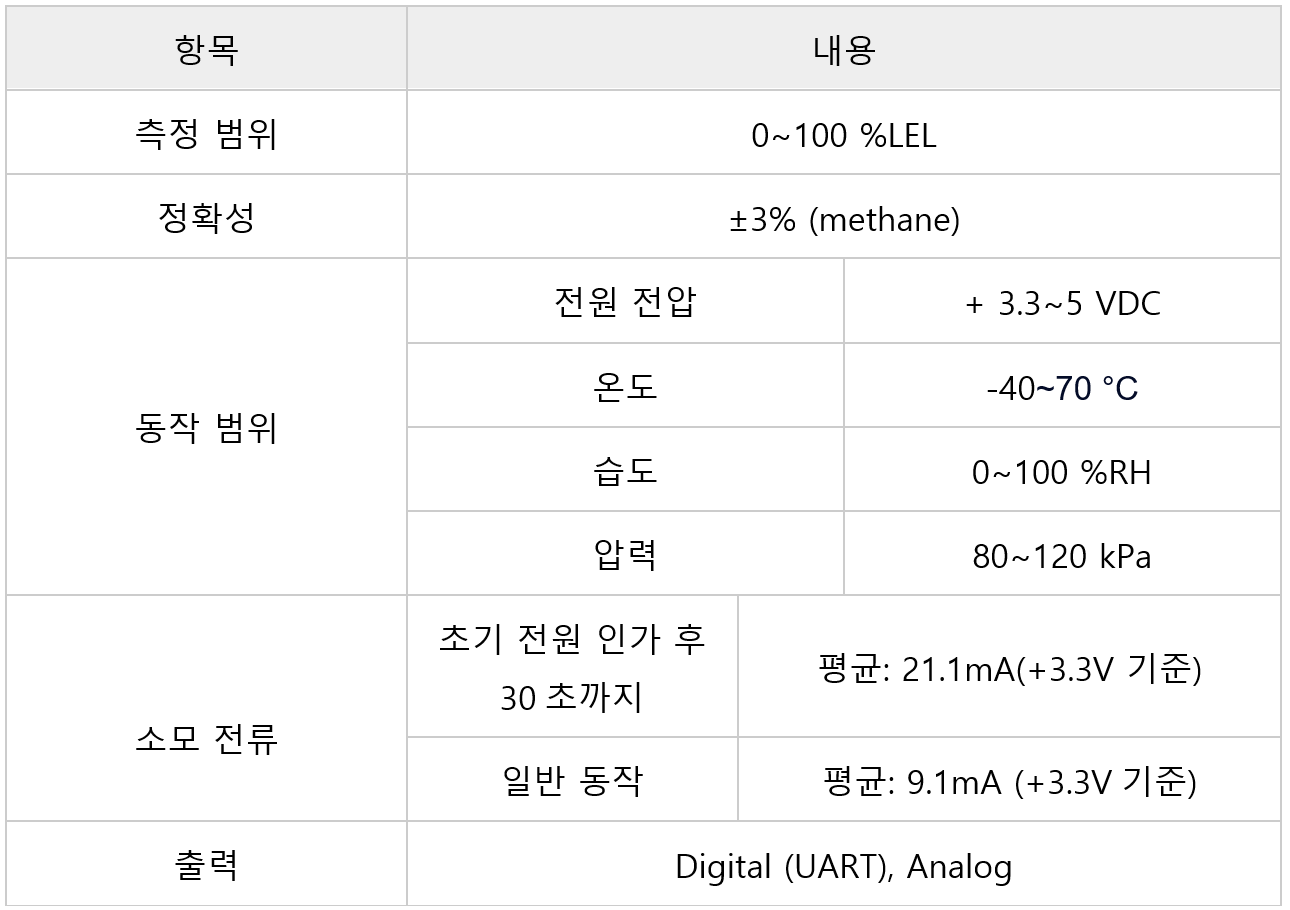 항목 내용
측정 범위 0~100 %LEL
정확성 ±3% (methane)
동작 범위 전원 전압 + 3.3~5 VDC
온도 -40~70 °C
습도 0~100 %RH
압력 80~120 kPa
소모 전류 초기 전원 인가 후
30 초까지 평균: 21.1mA(+3.3V 기준)
일반 동작 평균: 9.1mA (+3.3V 기준)
출력 Digital (UART), Analog